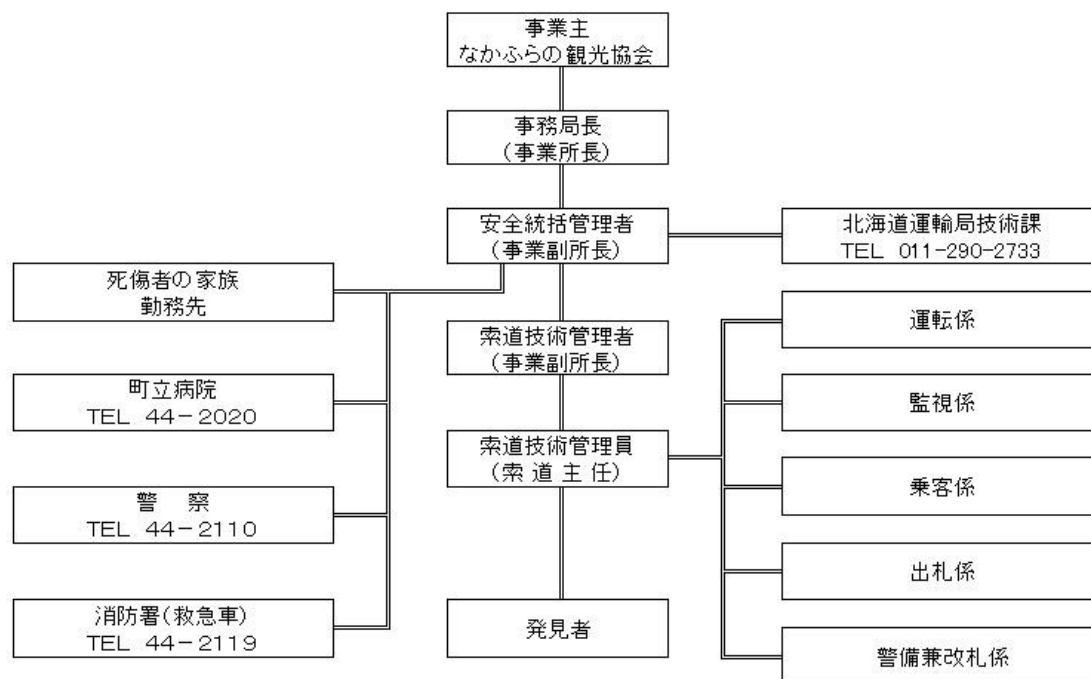 事業主
なかふらの観光協会
事務局長
(事業所長)
安全統括管理者
(事業副所長)
北海道運輸局技術課
TEL 011-290-2733
死傷者の家族
勤務先
運転係
索道技術管理者
(事業副所長)
町立病院
TEL 44-2020
監視係
索道技術管理員
(索 道 主 任)
乗客係
警 察
TEL 44-2110
出札係
消防署(救急車)
TEL 44-2119
発見者
警備兼改札係